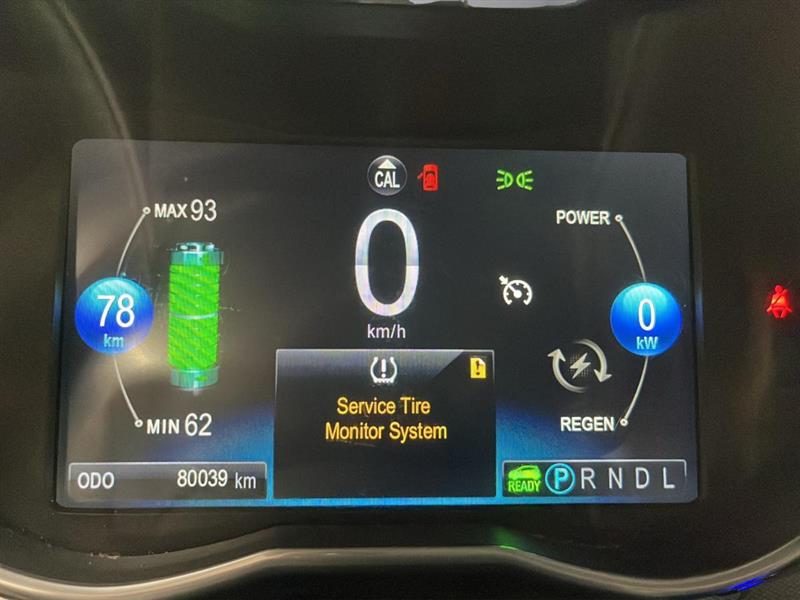 CAL
MAX 93
POWER
0
km/h
78
km
0
kW
Service Tire
Monitor System
MIN 62
REGEN
ODO 80039 km
READY P R N D L